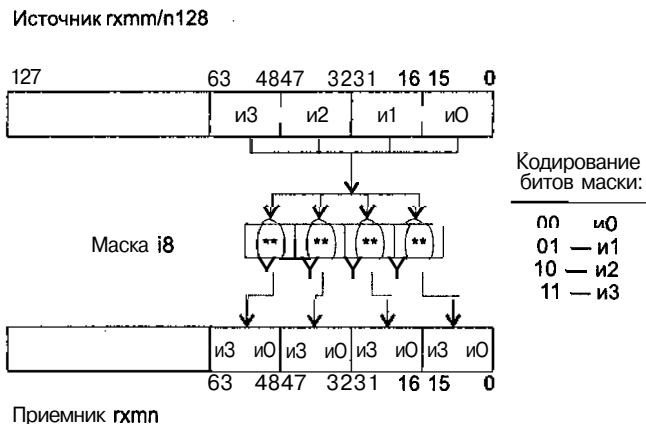 Источник rxmm/n128
127 63 4847 3231 16 15 0
и3 и2 и1 и0
Кодирование
битов маски:
00 и0
01 — и1
10 — и2
11 — и3
Маска i8
** ** ** **
и3 и0 и3 и0 и3 и0 и3 и0
63 4847 3231 16 15 0
Приемник rxmn